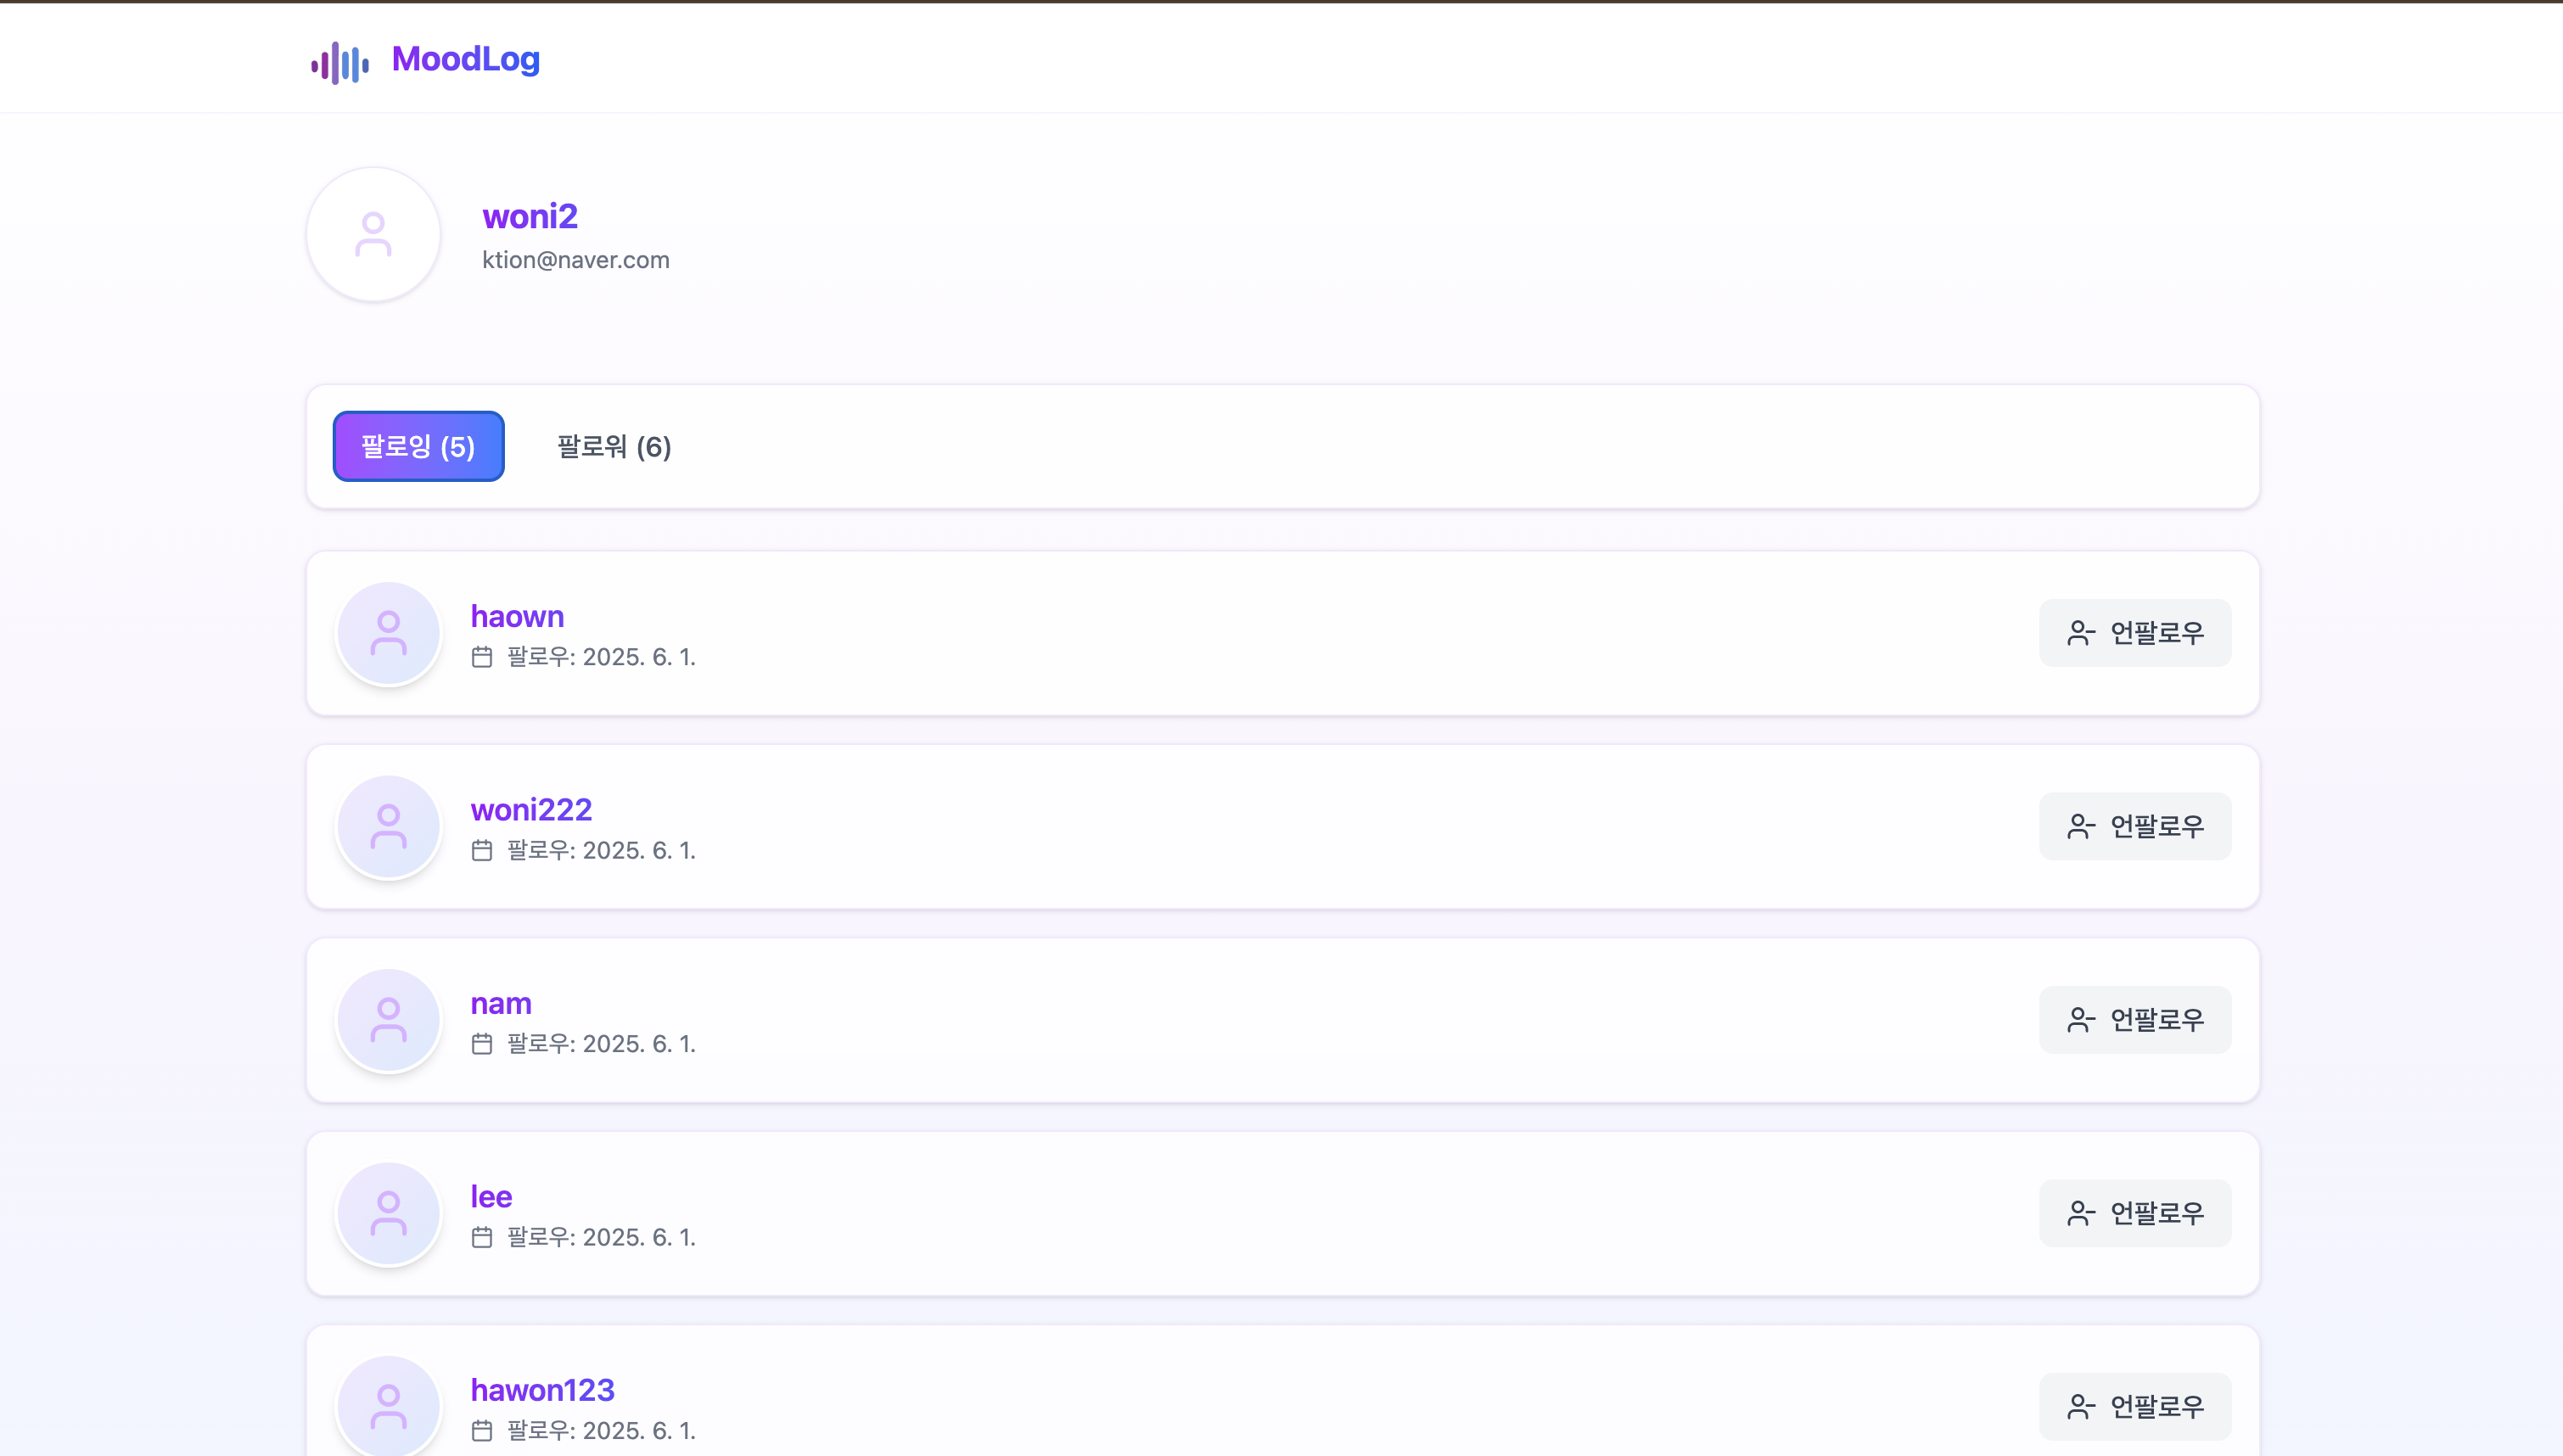 MoodLog
woni2
ktion@naver.com
팔로잉 (5)
팔로워 (6)
haown
팔로우: 2025. 6. 1.
언팔로우
woni222
팔로우: 2025. 6. 1.
언팔로우
nam
팔로우: 2025. 6. 1.
언팔로우
lee
팔로우: 2025. 6. 1.
언팔로우
hawon123
팔로우: 2025. 6. 1.
언팔로우